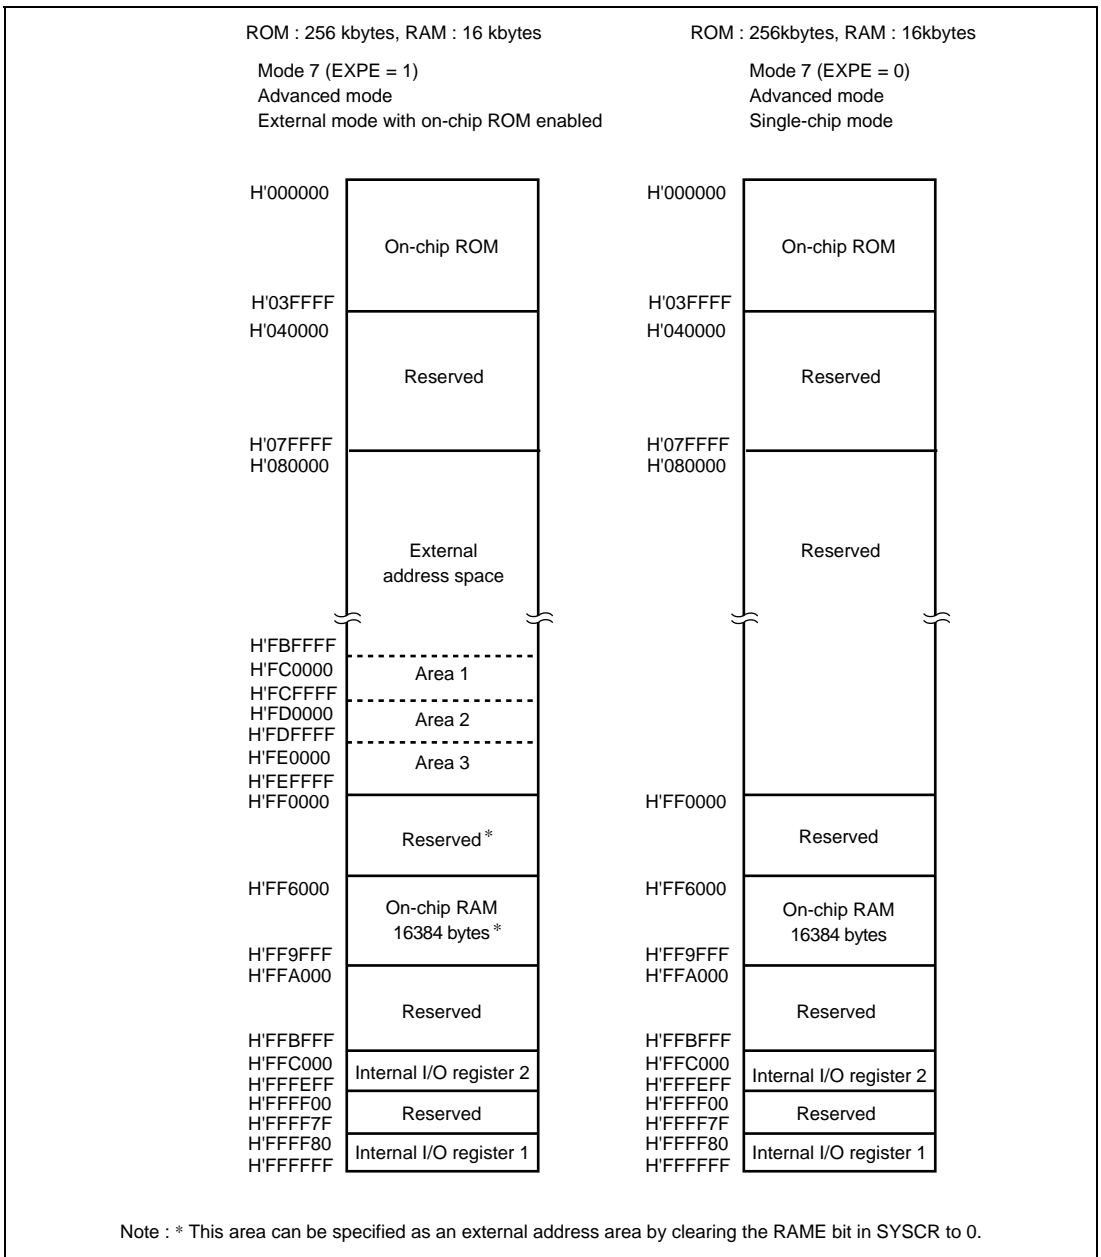 ROM : 256 kbytes, RAM : 16 kbytes
Mode 7 (EXPE = 1)
Advanced mode
External mode with on-chip ROM enabled
H'000000
On-chip ROM
H'03FFFF
H'040000
Reserved
H'07FFFF
H'080000
External
address space
H'FBFFFF
H'FC0000
Area 1
H'FCFFFF
H'FD0000
Area 2
H'FDFFFF
H'FE0000
Area 3
H'FEFFFF
H'FF0000
Reserved*
H'FF6000
On-chip RAM
16384 bytes*
H'FF9FFF
H'FFA000
Reserved
H'FFBFFF
H'FFC000
Internal I/O register 2
H'FFFEFF
H'FFFF00
Reserved
H'FFFF7F
H'FFFF80
Internal I/O register 1
H'FFFFFF
ROM : 256kbytes, RAM : 16kbytes
Mode 7 (EXPE = 0)
Advanced mode
Single-chip mode
H'000000
On-chip ROM
H'03FFFF
H'040000
Reserved
H'07FFFF
H'080000
Reserved
H'FF0000
Reserved
H'FF6000
On-chip RAM
16384 bytes
H'FF9FFF
H'FFA000
Reserved
H'FFBFFF
H'FFC000
Internal I/O register 2
H'FFFEFF
H'FFFF00
Reserved
H'FFFF7F
H'FFFF80
Internal I/O register 1
H'FFFFFF
Note : * This area can be specified as an external address area by clearing the RAME bit in SYSCR to 0.